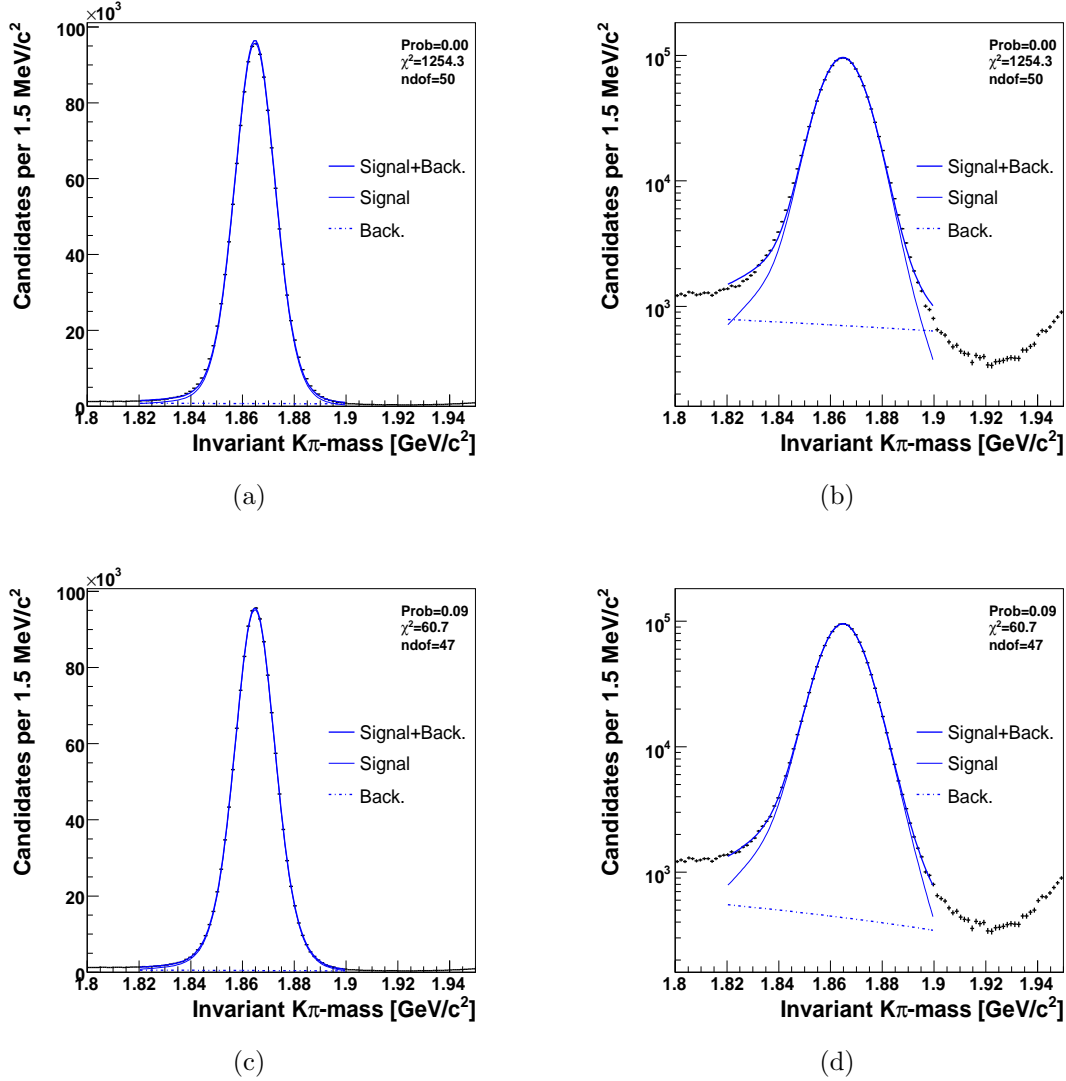 ×10³
Candidates per 1.5 MeV/c²
100
80
60
40
20
0
1.8 1.82 1.84 1.86 1.88 1.9 1.92 1.94
Invariant Kπ-mass [GeV/c²]
Prob=0.00
χ²=1254.3
ndof=50
Signal+Back.
Signal
Back.
(a)
Candidates per 1.5 MeV/c²
10⁵
10⁴
10³
1.8 1.82 1.84 1.86 1.88 1.9 1.92 1.94
Invariant Kπ-mass [GeV/c²]
Prob=0.00
χ²=1254.3
ndof=50
Signal+Back.
Signal
Back.
(b)
×10³
Candidates per 1.5 MeV/c²
100
80
60
40
20
0
1.8 1.82 1.84 1.86 1.88 1.9 1.92 1.94
Invariant Kπ-mass [GeV/c²]
Prob=0.09
χ²=60.7
ndof=47
Signal+Back.
Signal
Back.
(c)
Candidates per 1.5 MeV/c²
10⁵
10⁴
10³
1.8 1.82 1.84 1.86 1.88 1.9 1.92 1.94
Invariant Kπ-mass [GeV/c²]
Prob=0.09
χ²=60.7
ndof=47
Signal+Back.
Signal
Back.
(d)